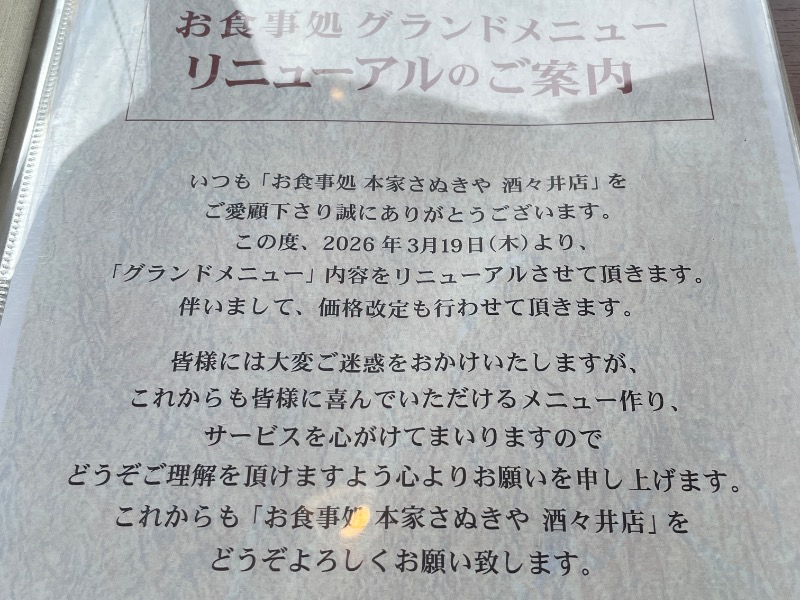 お食事処 グランドメニュー
リニューアルのご案内
いつも「お食事処 本家さぬきや 酒々井店」を
ご愛顧下さり誠にありがとうございます。
この度、2026 年 3月19日(木)より、
「グランドメニュー」内容をリニューアルさせて頂きます。
伴いまして、価格改定も行わせて頂きます。
皆様には大変ご迷惑をおかけいたしますが、
これからも皆様に喜んでいただけるメニュー作り、
サービスを心がけてまいりますので
どうぞご理解を頂けますよう心よりお願いを申し上げます。
これからも「お食事処 本家さぬきや 酒々井店」を
どうぞよろしくお願い致します。